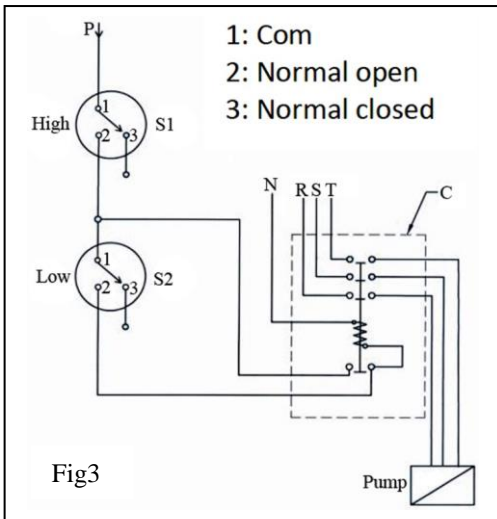 P
1: Com
2: Normal open
3: Normal closed
High
1
2
3
S1
N
R S T
C
Low
1
2
3
S2
Fig3
Pump